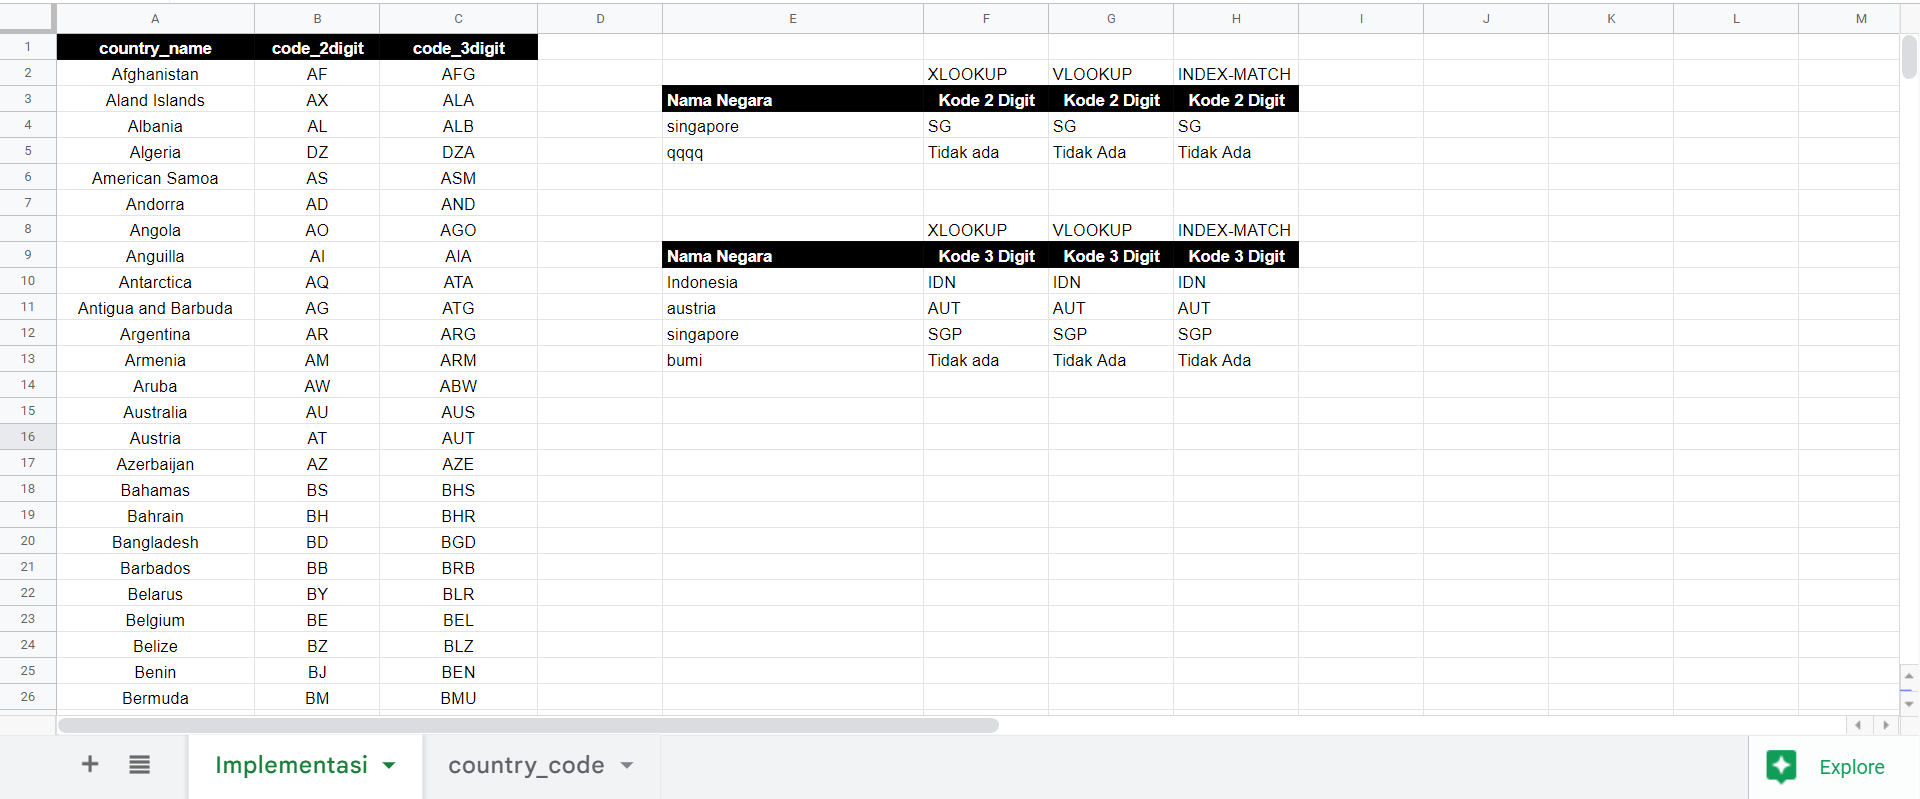 A B C D E F G H I J K L M
1 country_name code_2digit code_3digit
2 Afghanistan AF AFG XLOOKUP VLOOKUP INDEX-MATCH
3 Aland Islands AX ALA Nama Negara Kode 2 Digit Kode 2 Digit Kode 2 Digit
4 Albania AL ALB singapore SG SG SG
5 Algeria DZ DZA qqqq Tidak ada Tidak Ada Tidak Ada
6 American Samoa AS ASM
7 Andorra AD AND
8 Angola AO AGO XLOOKUP VLOOKUP INDEX-MATCH
9 Anguilla AI AIA Nama Negara Kode 3 Digit Kode 3 Digit Kode 3 Digit
10 Antarctica AQ ATA Indonesia IDN IDN IDN
11 Antigua and Barbuda AG ATG austria AUT AUT AUT
12 Argentina AR ARG singapore SGP SGP SGP
13 Armenia AM ARM bumi Tidak ada Tidak Ada Tidak Ada
14 Aruba AW ABW
15 Australia AU AUS
16 Austria AT AUT
17 Azerbaijan AZ AZE
18 Bahamas BS BHS
19 Bahrain BH BHR
20 Bangladesh BD BGD
21 Barbados BB BRB
22 Belarus BY BLR
23 Belgium BE BEL
24 Belize BZ BLZ
25 Benin BJ BEN
26 Bermuda BM BMU
Implementasi country_code Explore